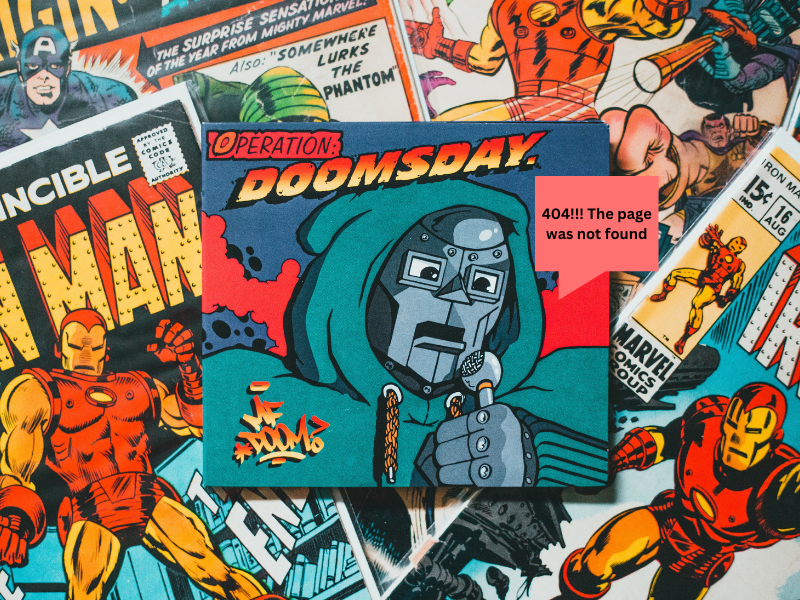 THE SURPRISE SENSATION
OF THE YEAR FROM MIGHTY MARVEL!
Also: "SOMEWHERE
LURKS
THE
PHANTOM"
APPROVED
BY THE
COMICS
CODE
AUTHORITY
INCIBLE
N MAN
OPERATION:
DOOMSDAY.
404!!! The page
was not found
MF
DOOM
IRON MA
15¢
IND.
16
AUG
MARVEL
COMICS
GROUP